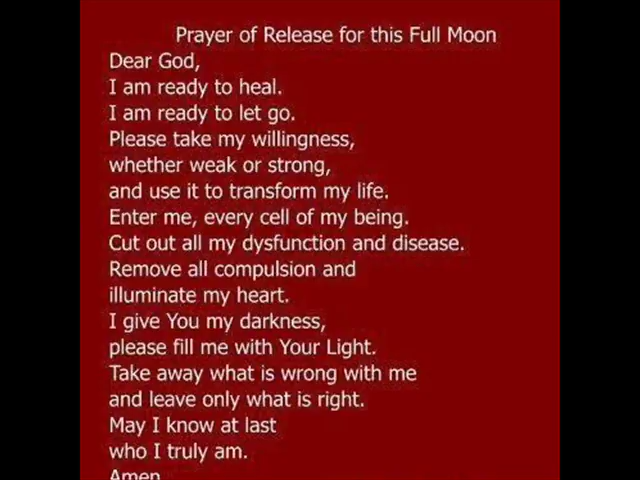 Prayer of Release for this Full Moon
Dear God,
I am ready to heal.
I am ready to let go.
Please take my willingness,
whether weak or strong,
and use it to transform my life.
Enter me, every cell of my being.
Cut out all my dysfunction and disease.
Remove all compulsion and
illuminate my heart.
I give You my darkness,
please fill me with Your Light.
Take away what is wrong with me
and leave only what is right.
May I know at last
who I truly am.
Amen